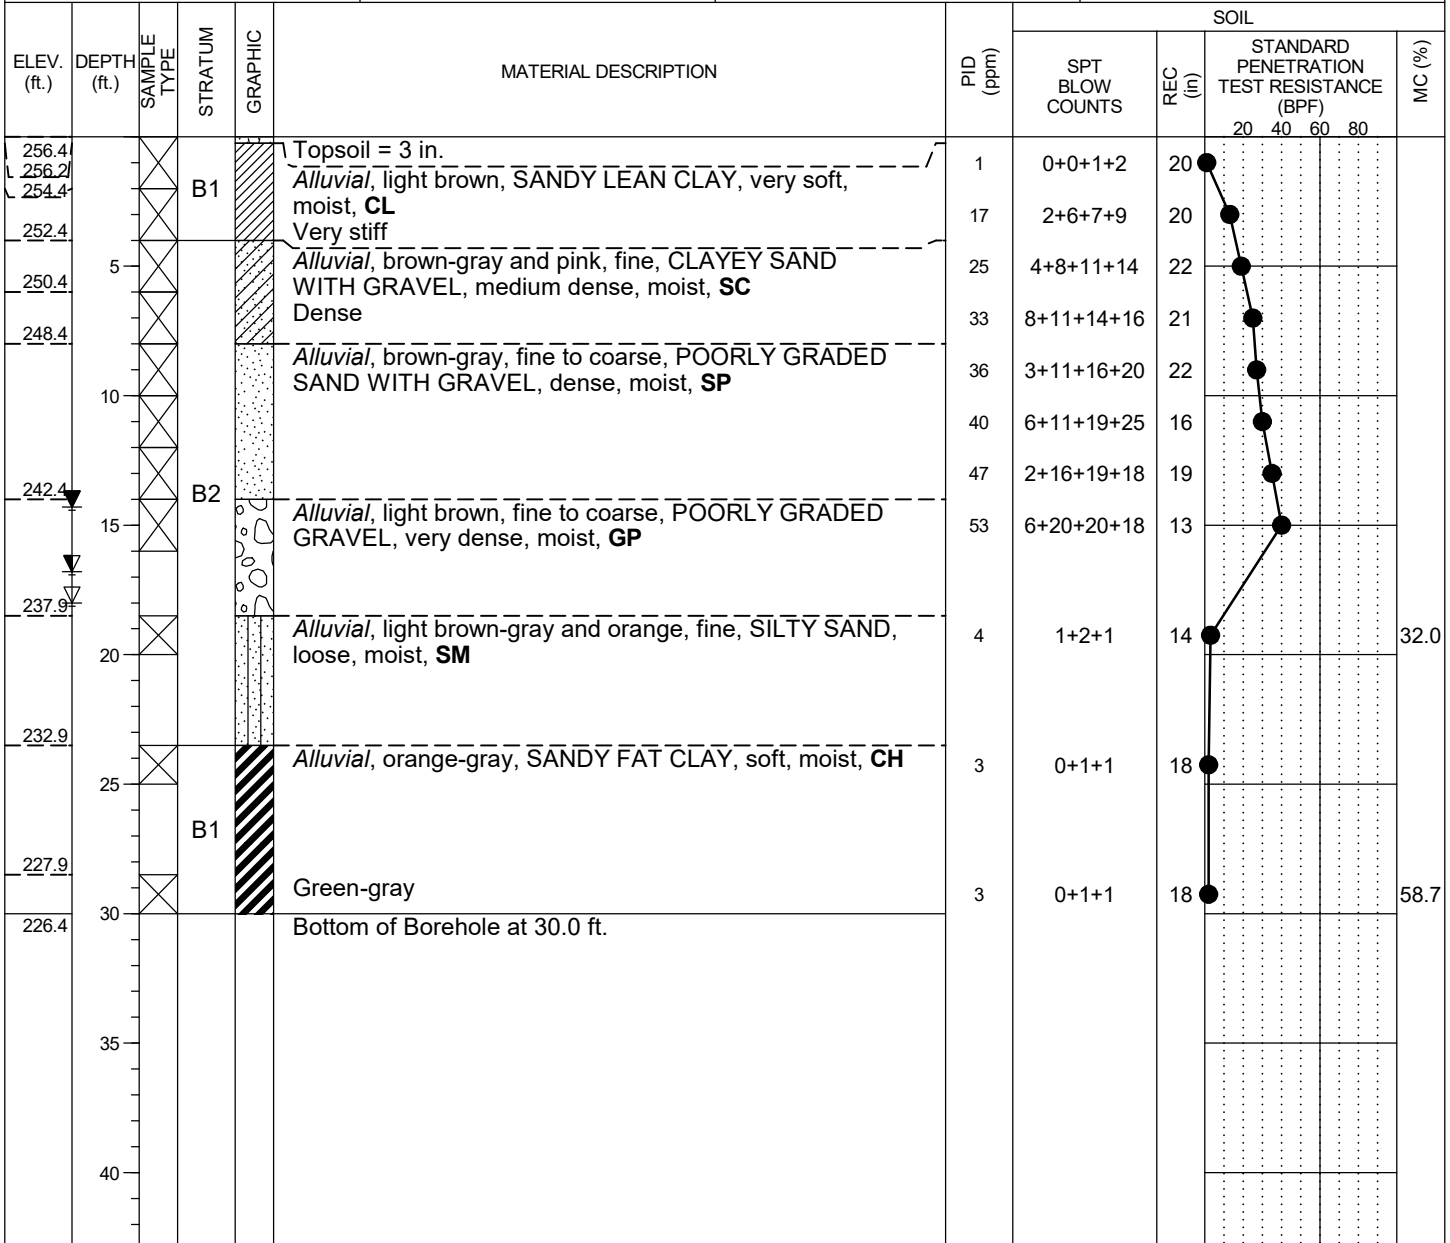 SOIL
ELEV. (ft.)
DEPTH (ft.)
SAMPLE TYPE
STRATUM
GRAPHIC
MATERIAL DESCRIPTION
PID (ppm)
SPT BLOW COUNTS
REC (in)
STANDARD PENETRATION TEST RESISTANCE (BPF)
20 40 60 80
MC (%)
256.4 Topsoil = 3 in.
256.2 1 0+0+1+2 20
Alluvial, light brown, SANDY LEAN CLAY, very soft,
254.4 B1
moist, CL
17 2+6+7+9 20
252.4 Very stiff
5 Alluvial, brown-gray and pink, fine, CLAYEY SAND 25 4+8+11+14 22
250.4 WITH GRAVEL, medium dense, moist, SC
Dense 33 8+11+14+16 21
248.4
Alluvial, brown-gray, fine to coarse, POORLY GRADED
36 3+11+16+20 22
SAND WITH GRAVEL, dense, moist, SP
10
40 6+11+19+25 16
47 2+16+19+18 19
242.4 B2
Alluvial, light brown, fine to coarse, POORLY GRADED
15 53 6+20+20+18 13
GRAVEL, very dense, moist, GP
237.9
Alluvial, light brown-gray and orange, fine, SILTY SAND, 4 1+2+1 14 32.0
20 loose, moist, SM
232.9
Alluvial, orange-gray, SANDY FAT CLAY, soft, moist, CH 3 0+1+1 18
25
B1
227.9
Green-gray 3 0+1+1 18 58.7
30
226.4 Bottom of Borehole at 30.0 ft.
35
40